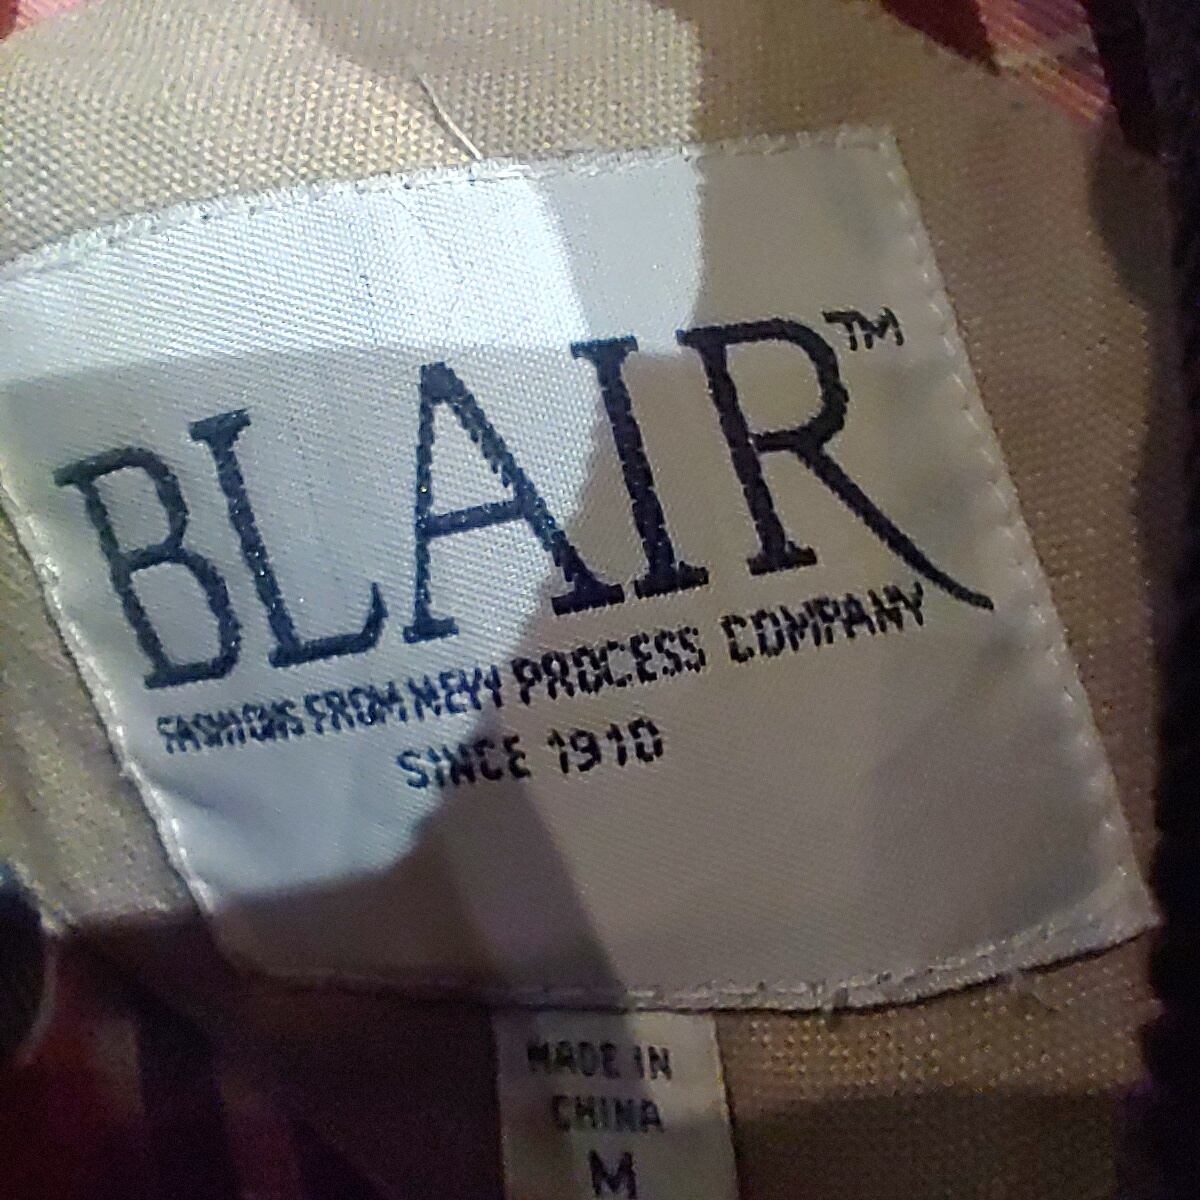 BLAIR™
FASHIONS FROM NEW PROCESS COMPANY
SINCE 1910
MADE IN
CHINA
M